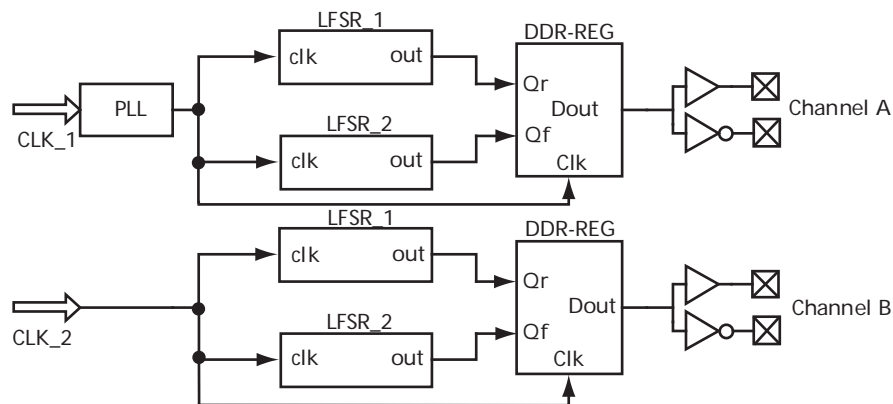 LFSR_1
DDR-REG
clk
out
Qr
PLL
Dout
Channel A
CLK_1
LFSR_2
Qf
clk
out
Clk
LFSR_1
DDR-REG
clk
out
Qr
Dout
Channel B
CLK_2
LFSR_2
Qf
clk
out
Clk